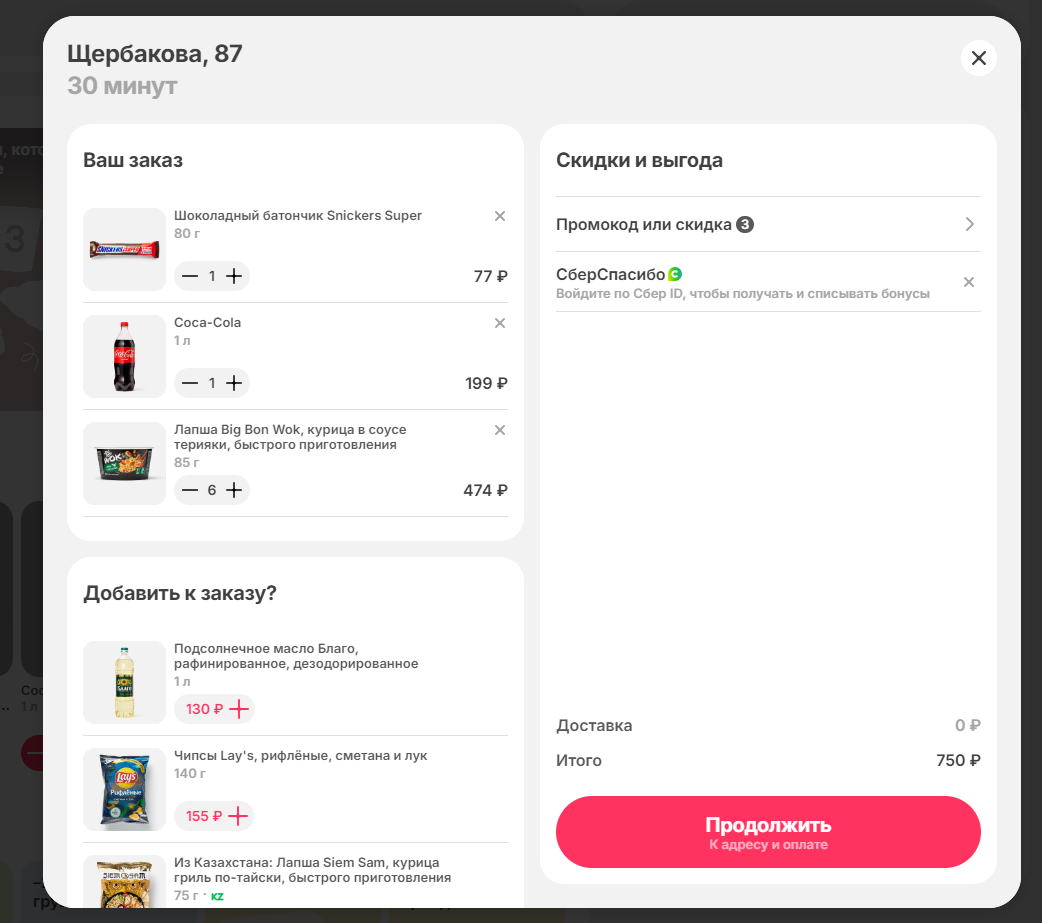 Щербакова, 87
30 минут
Ваш заказ
Шоколадный батончик Snickers Super
80 г
1
77 ₽
Coca-Cola
1 л
1
199 ₽
Лапша Big Bon Wok, курица в соусе
терияки, быстрого приготовления
85 г
6
474 ₽
Добавить к заказу?
Подсолнечное масло Благо,
рафинированное, дезодорированное
1 л
130 ₽
Чипсы Lay's, рифлёные, сметана и лук
140 г
155 ₽
Из Казахстана: Лапша Siem Sam, курица
гриль по-тайски, быстрого приготовления
75 г · KZ
Скидки и выгода
Промокод или скидка 3
СберСпасибо
Войдите по Сбер ID, чтобы получать и списывать бонусы
Доставка
0 ₽
Итого
750 ₽
Продолжить
К адресу и оплате